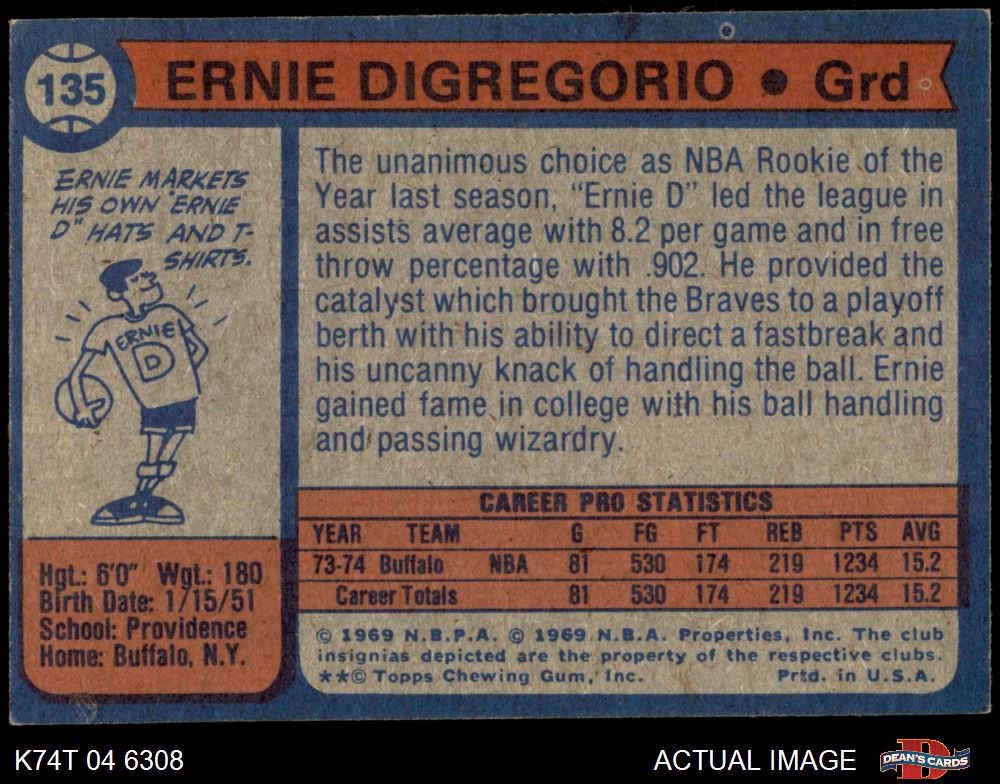 135
ERNIE DIGREGORIO ● Grd
ERNIE MARKETS
HIS OWN "ERNIE
D" HATS AND T-
SHIRTS.
ERNIE
D
The unanimous choice as NBA Rookie of the
Year last season, "Ernie D" led the league in
assists average with 8.2 per game and in free
throw percentage with .902. He provided the
catalyst which brought the Braves to a playoff
berth with his ability to direct a fastbreak and
his uncanny knack of handling the ball. Ernie
gained fame in college with his ball handling
and passing wizardry.
Hgt.: 6'0" Wgt.: 180
Birth Date: 1/15/51
School: Providence
Home: Buffalo, N.Y.
CAREER PRO STATISTICS
YEAR TEAM G FG FT REB PTS AVG
73-74 Buffalo NBA 81 530 174 219 1234 15.2
Career Totals 81 530 174 219 1234 15.2
© 1969 N.B.P.A. © 1969 N.B.A. Properties, Inc. The club
insignias depicted are the property of the respective clubs.
**© Topps Chewing Gum, Inc. Prtd. in U.S.A.
K74T 04 6308
ACTUAL IMAGE
D
DEAN'S CARDS